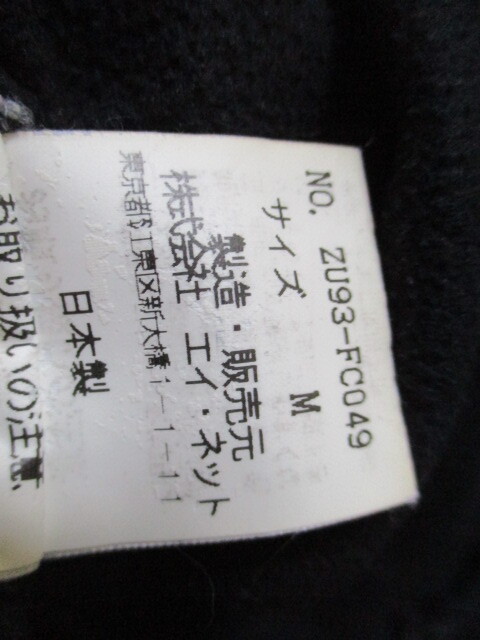 NO. ZU93-FC049
サイズ M
製造・販売元
株式会社 エイ・ネット
東京都江東区新大橋1-1-11
日本製
お取り扱いの注意